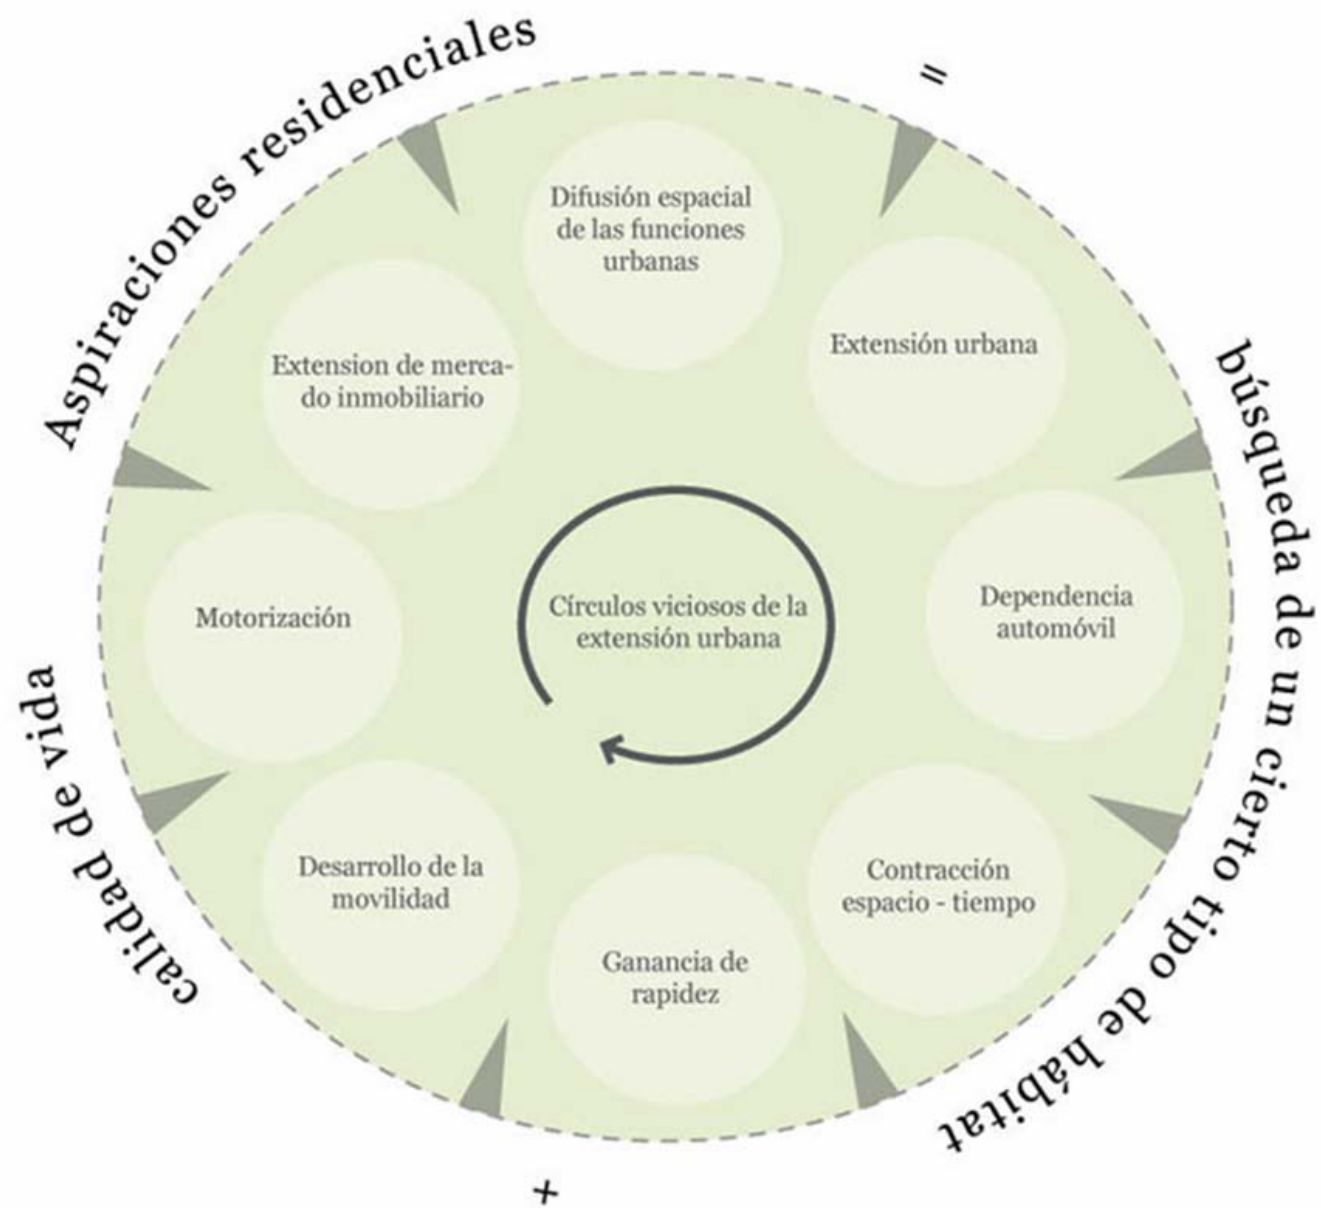 Aspiraciones residenciales
=
búsqueda de un cierto tipo de hábitat
+
calidad de vida
Difusión espacial
de las funciones
urbanas
Extensión urbana
Dependencia
automóvil
Contracción
espacio - tiempo
Ganancia de
rapidez
Desarrollo de la
movilidad
Motorización
Extension de merca-
do inmobiliario
Círculos viciosos de la
extensión urbana